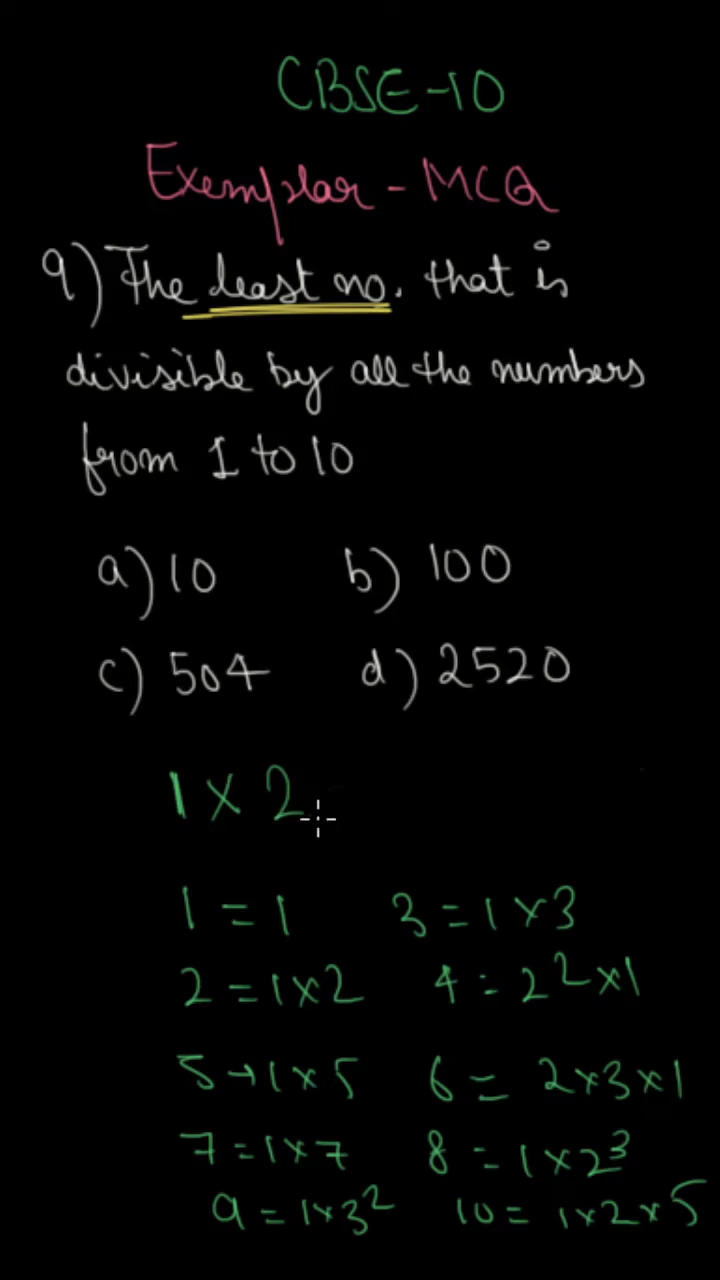 CBSE-10
Exemplar - MCQ
9) The least no. that is
divisible by all the numbers
from 1 to 10
a) 10 b) 100
c) 504 d) 2520
1 × 2
1 = 1 3 = 1 × 3
2 = 1 × 2 4 = 2² × 1
5 → 1 × 5 6 = 2 × 3 × 1
7 = 1 × 7 8 = 1 × 2³
9 = 1 × 3² 10 = 1 × 2 × 5